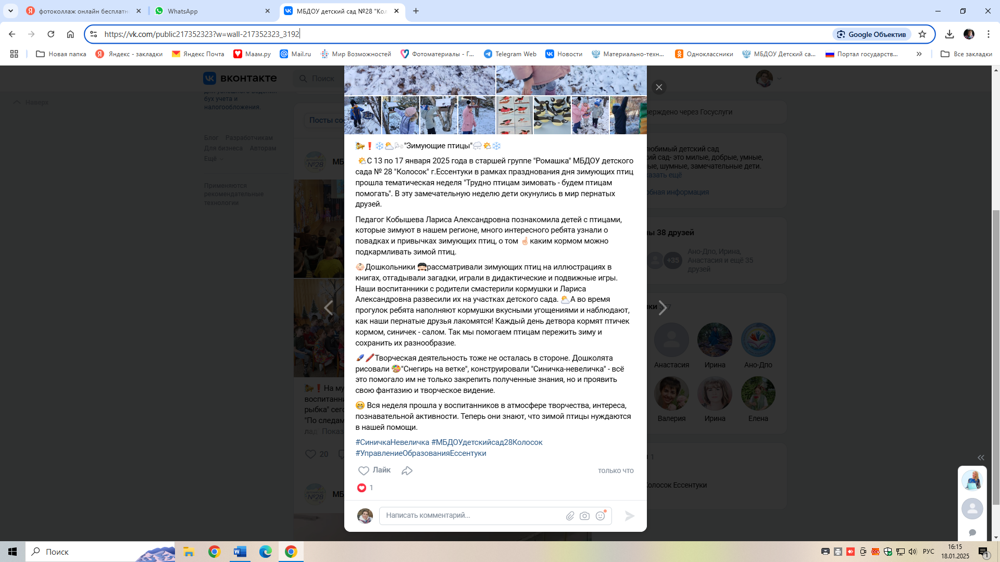 фотоколлаж онлайн бесплатн
WhatsApp
МБДОУ детский сад №28 "Кол
https://vk.com/public217352323?w=wall-217352323_3192
Google Объектив
Новая папка
Яндекс - закладки
Яндекс Почта
Маам.ру
Mail.ru
Мир Возможностей
Фотоматериалы - Г...
Telegram Web
Новости
Материально-техн...
Одноклассники
МБДОУ Детский са...
Портал государств...
Все закладки
вконтакте
Поиск
Наверх
бух учета и
налогообложения.
Блог Разработчикам
Для бизнеса Авторам
Ещё
Применяются
рекомендательные
технологии
Посты со
№28
МБ
"Зимующие птицы"
С 13 по 17 января 2025 года в старшей группе "Ромашка" МБДОУ детского
сада № 28 "Колосок" г.Ессентуки в рамках празднования дня зимующих птиц
прошла тематическая неделя "Трудно птицам зимовать - будем птицам
помогать". В эту замечательную неделю дети окунулись в мир пернатых
друзей.
Педагог Кобышева Лариса Александровна познакомила детей с птицами,
которые зимуют в нашем регионе, много интересного ребята узнали о
повадках и привычках зимующих птиц, о том ☝каким кормом можно
подкармливать зимой птиц.
Дошкольники рассматривали зимующих птиц на иллюстрациях в
книгах, отгадывали загадки, играли в дидактические и подвижные игры.
Наши воспитанники с родители смастерили кормушки и Лариса
Александровна развесили их на участках детского сада. А во время
прогулок ребята наполняют кормушки вкусными угощениями и наблюдают,
как наши пернатые друзья лакомятся! Каждый день детвора кормят птичек
кормом, синичек - салом. Так мы помогаем птицам пережить зиму и
сохранить их разнообразие.
Творческая деятельность тоже не осталась в стороне. Дошколята
рисовали "Снегирь на ветке", конструировали "Синичка-невеличка" - всё
это помогало им не только закрепить полученные знания, но и проявить
свою фантазию и творческое видение.
Вся неделя прошла у воспитанников в атмосфере творчества, интереса,
познавательной активности. Теперь они знают, что зимой птицы нуждаются
в нашей помощи.
#СиничкаНевеличка #МБДОУдетскийсад28Колосок
#УправлениеОбразованияЕссентуки
Лайк
только что
1
Написать комментарий...
На му
воспитанни
рыбка" сего
"По следам
лад Показ
20
№28
МБ
верждено через Госуслуги
любимый детский сад
кий сад- это милые, добрые, умные,
ые, шумные, замечательные дети.
казать ещё
обная информация
ы 38 друзей
+35
Ано-Дпо, Ирина,
Анастасия и ещё 35
друзей
ки
Анастасия
Ирина
Ано-Дпо
Валерия
Ирина
Елена
1
Колосок Ессентуки
Поиск
РУС
16:15
18.01.2025
1